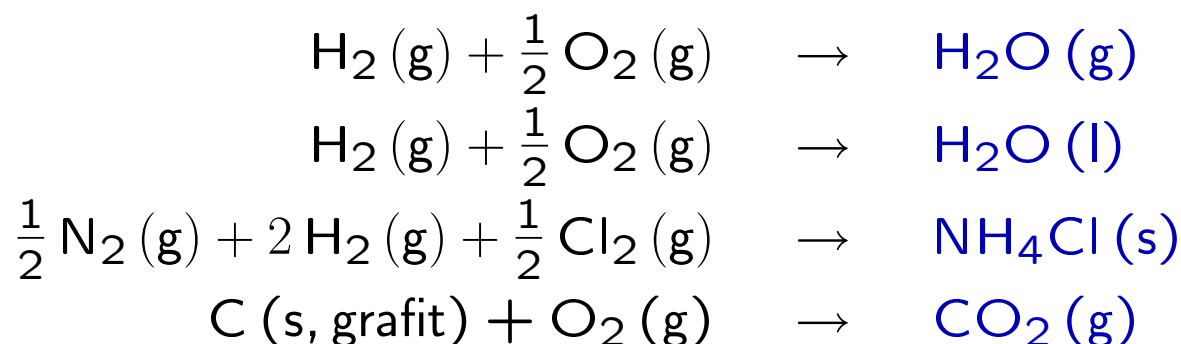 H₂ (g) + ½ O₂ (g) → H₂O (g)
H₂ (g) + ½ O₂ (g) → H₂O (l)
½ N₂ (g) + 2 H₂ (g) + ½ Cl₂ (g) → NH₄Cl (s)
C (s, grafit) + O₂ (g) → CO₂ (g)